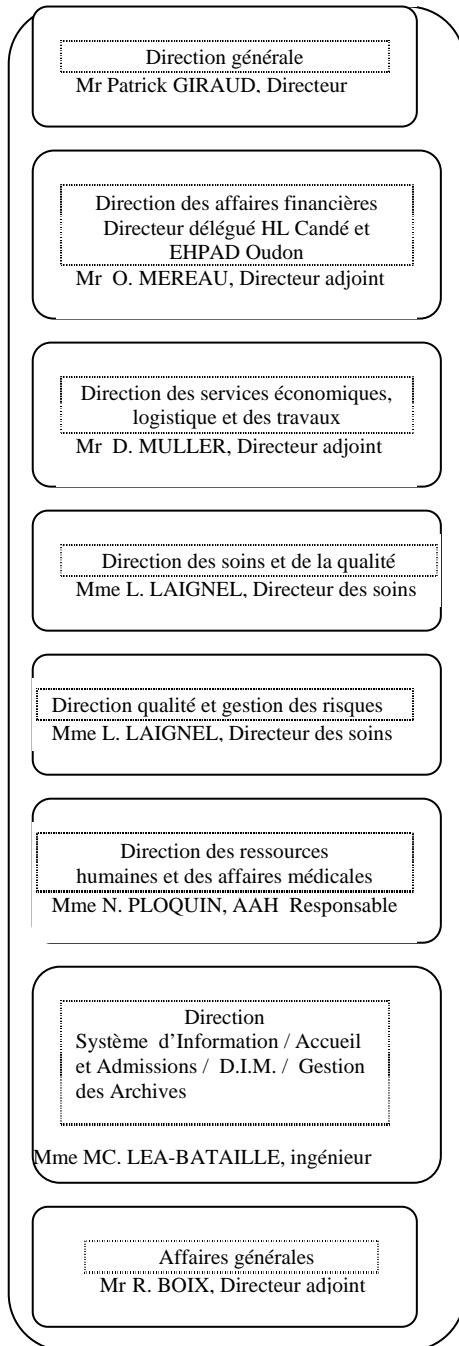 Direction générale
Mr Patrick GIRAUD, Directeur
Direction des affaires financières
Directeur délégué HL Candé et
EHPAD Oudon
Mr O. MEREAU, Directeur adjoint
Direction des services économiques,
logistique et des travaux
Mr D. MULLER, Directeur adjoint
Direction des soins et de la qualité
Mme L. LAIGNEL, Directeur des soins
Direction qualité et gestion des risques
Mme L. LAIGNEL, Directeur des soins
Direction des ressources
humaines et des affaires médicales
Mme N. PLOQUIN, AAH Responsable
Direction
Système d'Information / Accueil
et Admissions / D.I.M. / Gestion
des Archives
Mme MC. LEA-BATAILLE, ingénieur
Affaires générales
Mr R. BOIX, Directeur adjoint